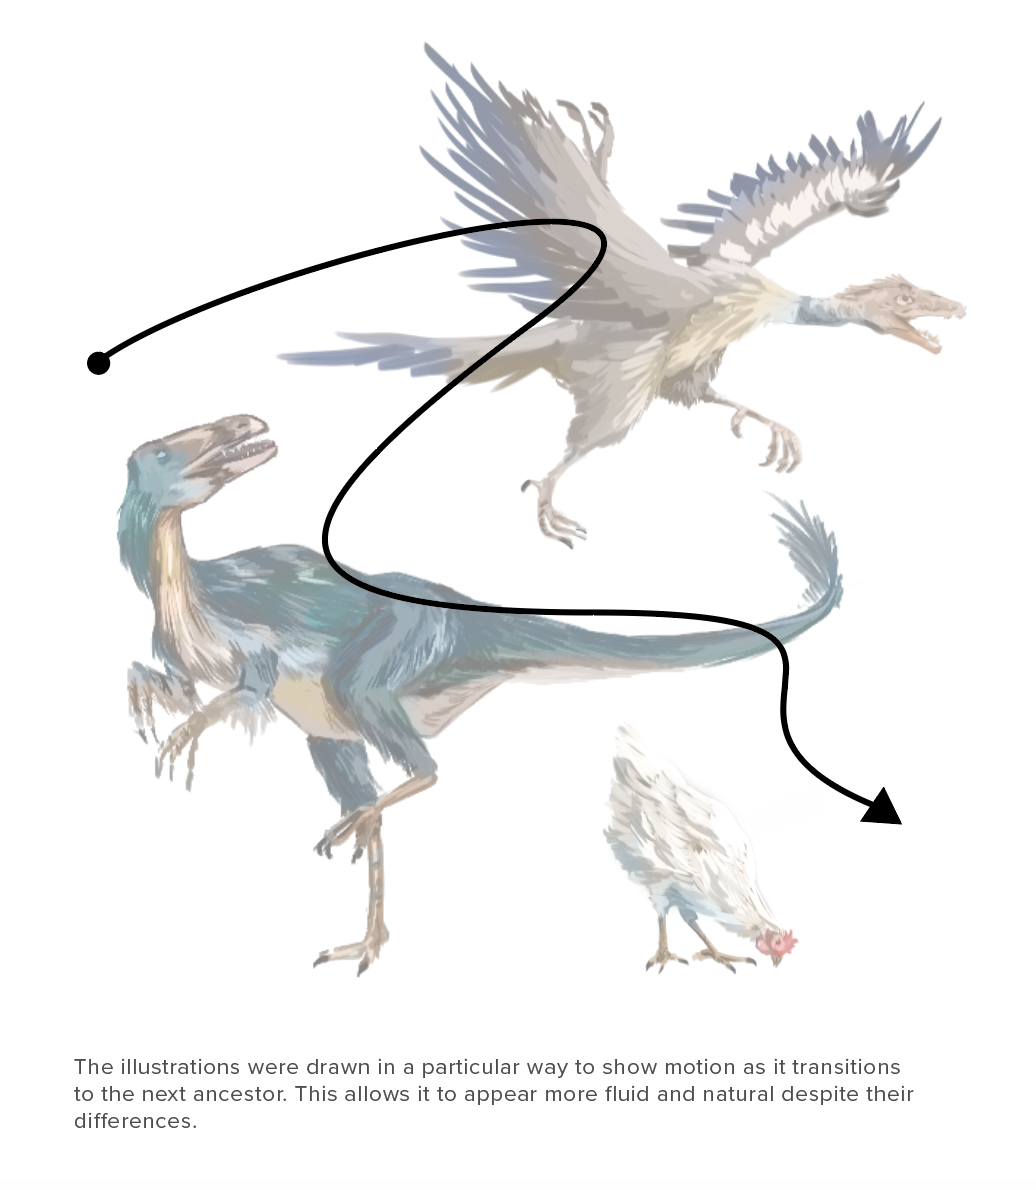 The illustrations were drawn in a particular way to show motion as it transitions
to the next ancestor. This allows it to appear more fluid and natural despite their
differences.